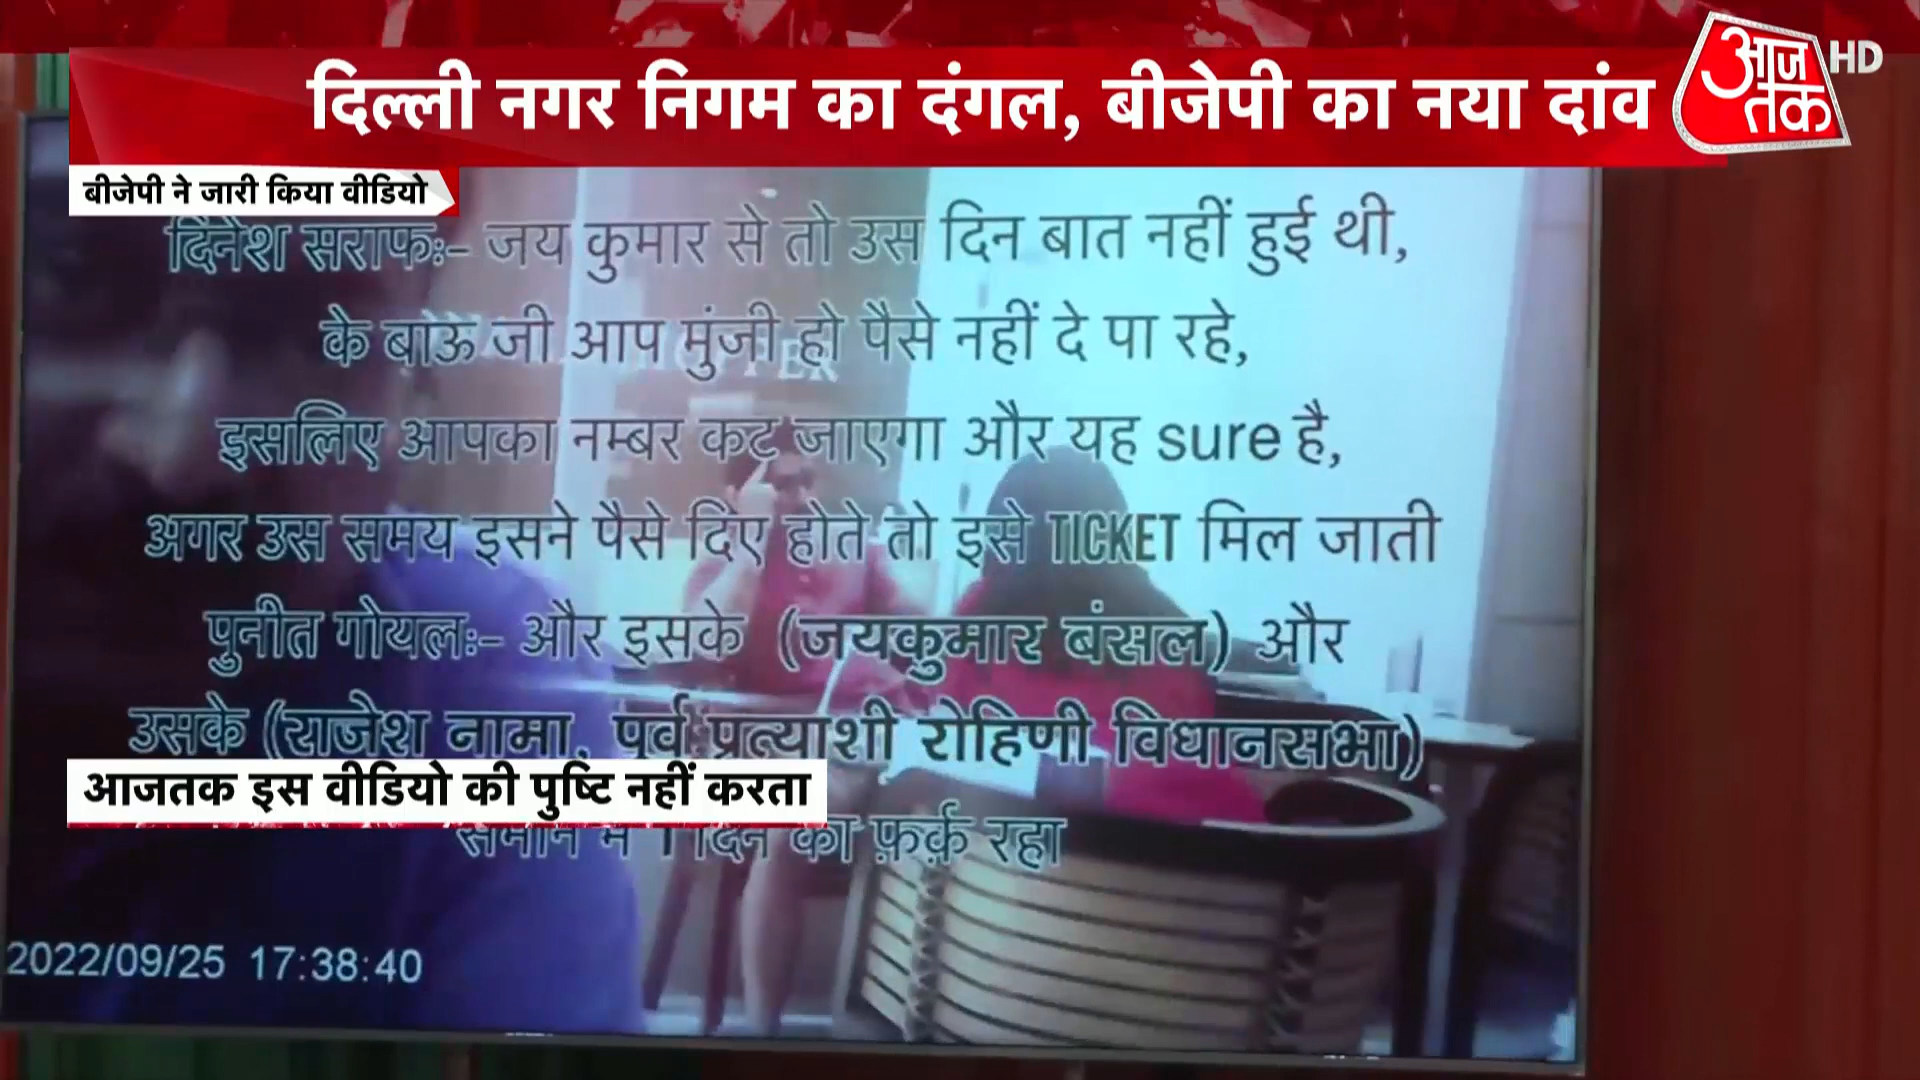 दिल्ली नगर निगम का दंगल, बीजेपी का नया दांव
आज तक HD
बीजेपी ने जारी किया वीडियो
दिनेश सराफः- जय कुमार से तो उस दिन बात नहीं हुई थी,
के बाऊ जी आप मुंजी हो पैसे नहीं दे पा रहे,
इसलिए आपका नम्बर कट जाएगा और यह sure है,
अगर उस समय इसने पैसे दिए होते तो इसे TICKET मिल जाती
पुनीत गोयलः- और इसके (जयकुमार बंसल) और
उसके (राजेश नामा, पूर्व प्रत्याशी रोहिणी विधानसभा)
आजतक इस वीडियो की पुष्टि नहीं करता
में 1 दिन का फ़र्क़ रहा
2022/09/25 17:38:40